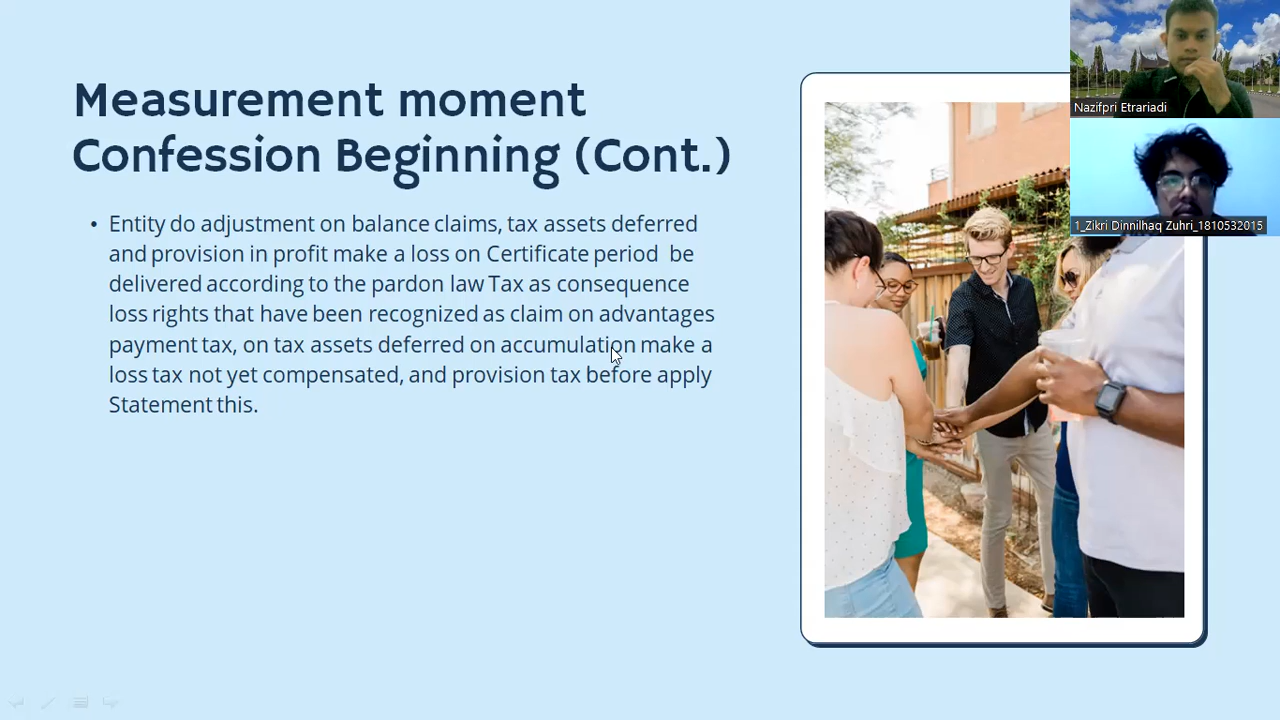 Measurement moment
Confession Beginning (Cont.)
• Entity do adjustment on balance claims, tax assets deferred
and provision in profit make a loss on Certificate period  be
delivered according to the pardon law Tax as consequence
loss rights that have been recognized as claim on advantages
payment tax, on tax assets deferred on accumulation make a
loss tax not yet compensated, and provision tax before apply
Statement this.
Nazifpri Etrariadi
1_Zikri Dinnilhaq Zuhri_1810532015